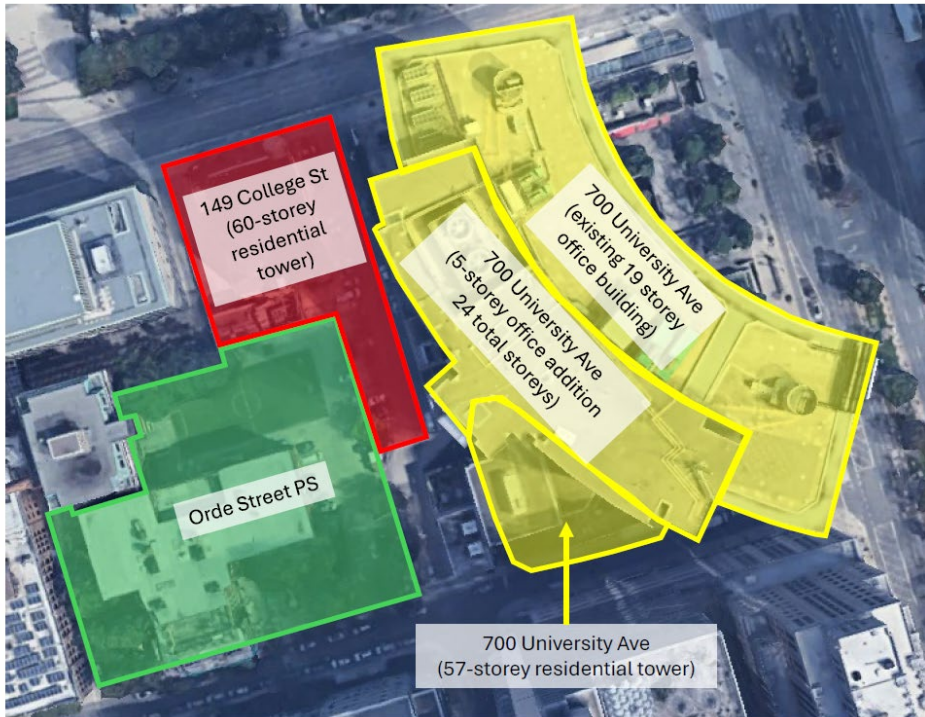 149 College St
(60-storey
residential
tower)
700 University Ave
(existing 19 storey
office building)
700 University Ave
(5-storey office addition
24 total storeys)
Orde Street PS
700 University Ave
(57-storey residential tower)